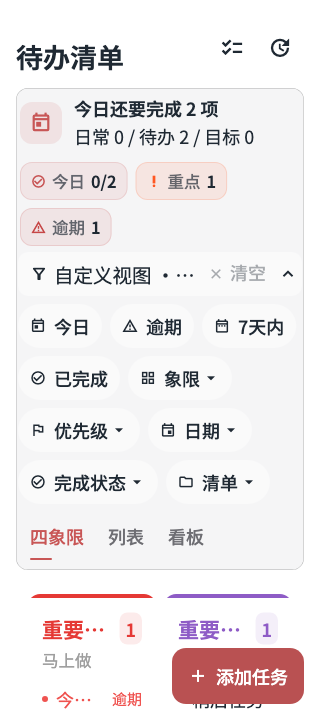 待办清单
今日还要完成 2 项
日常 0 / 待办 2 / 目标 0
今日 0/2
重点 1
逾期 1
自定义视图 • ⋯
清空
今日
逾期
7天内
已完成
象限
优先级
日期
完成状态
清单
四象限
列表
看板
重要⋯ 1
马上做
• 今⋯ 逾期
重要⋯ 1
添加任务